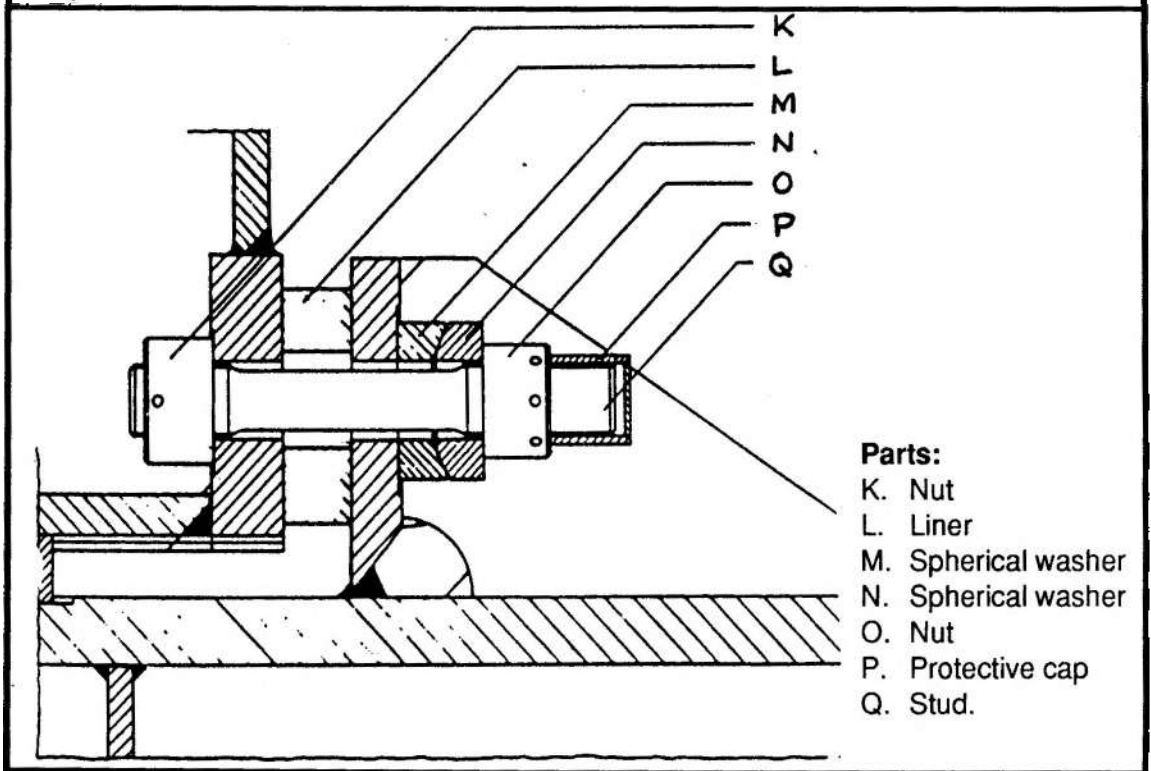 K
L
M
N
O
P
Q
Parts:
K. Nut
L. Liner
M. Spherical washer
N. Spherical washer
O. Nut
P. Protective cap
Q. Stud.